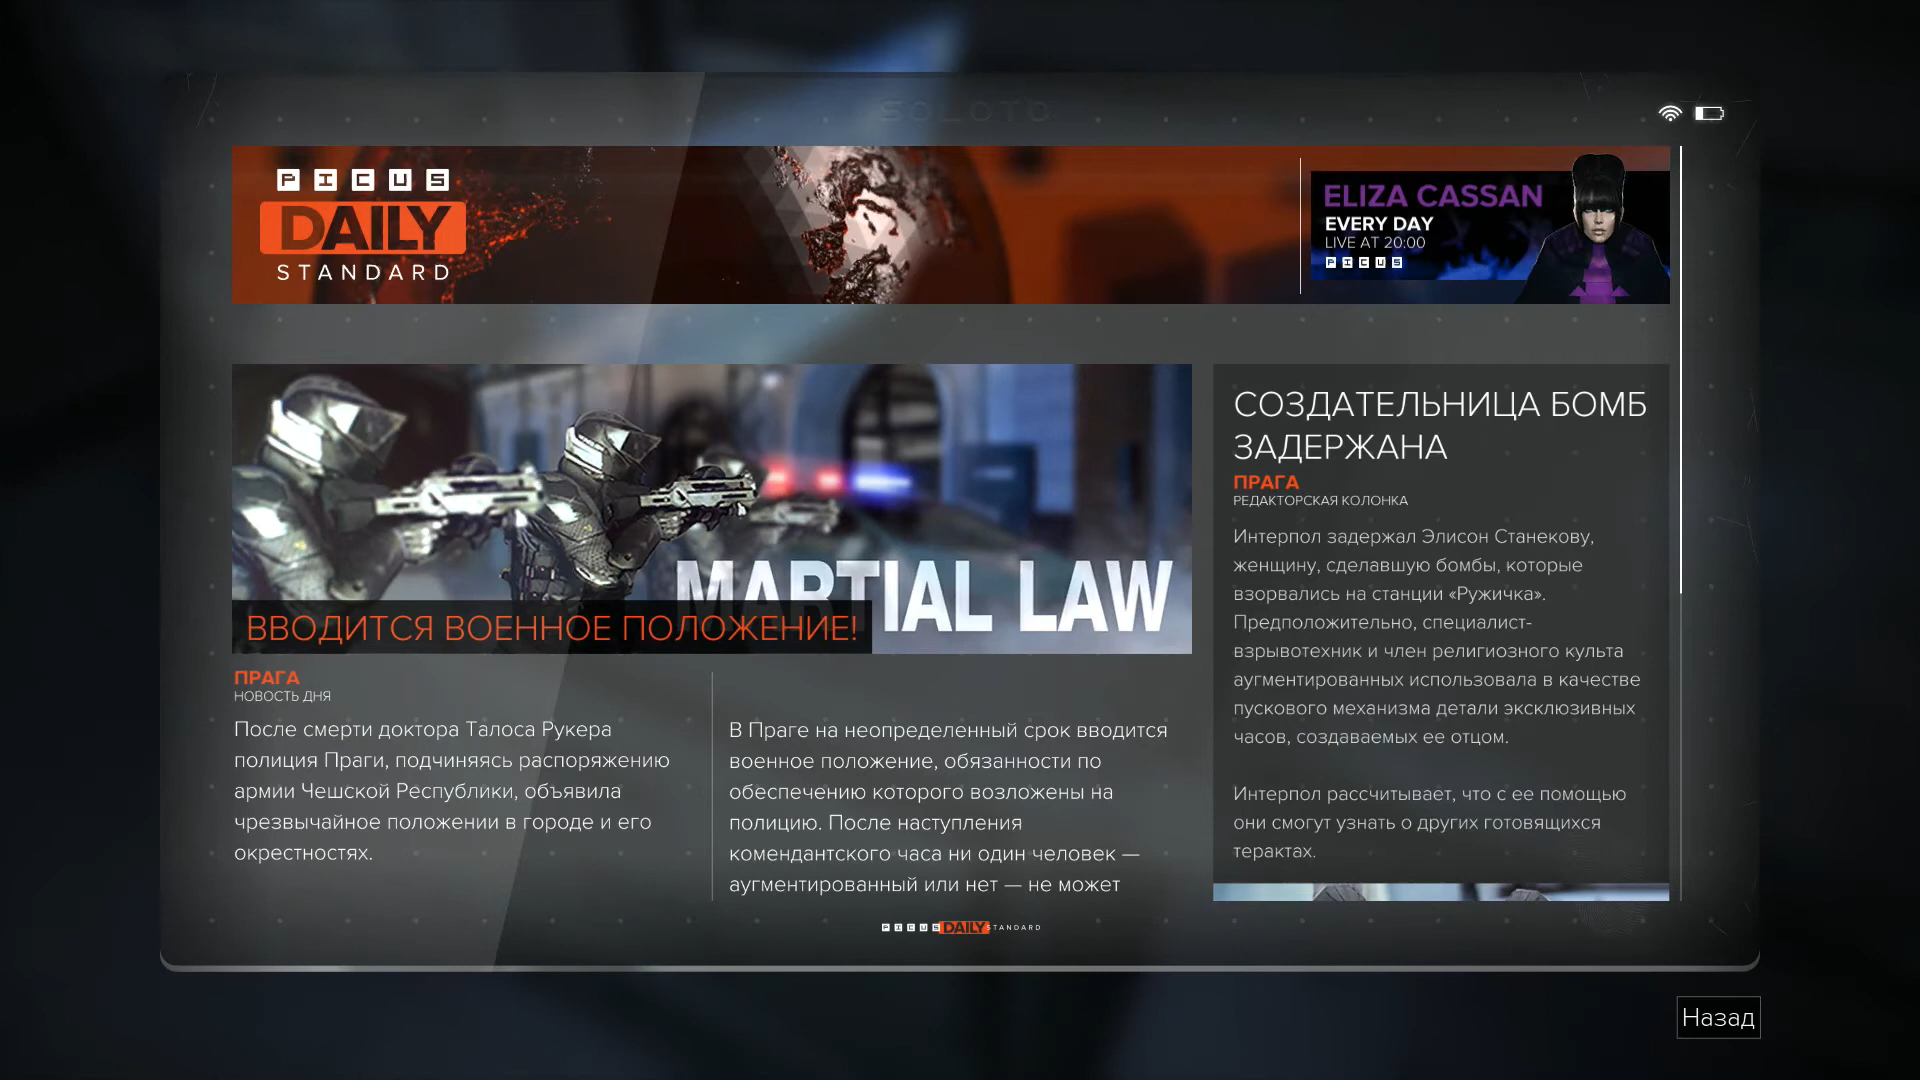 SOLOTO
PICUS
DAILY
STANDARD
ELIZA CASSAN
EVERY DAY
LIVE AT 20:00
PICUS
MARTIAL LAW
ВВОДИТСЯ ВОЕННОЕ ПОЛОЖЕНИЕ!
ПРАГА
НОВОСТЬ ДНЯ
После смерти доктора Талоса Рукера
полиция Праги, подчиняясь распоряжению
армии Чешской Республики, объявила
чрезвычайное положении в городе и его
окрестностях.
В Праге на неопределенный срок вводится
военное положение, обязанности по
обеспечению которого возложены на
полицию. После наступления
комендантского часа ни один человек —
аугментированный или нет — не может
СОЗДАТЕЛЬНИЦА БОМБ
ЗАДЕРЖАНА
ПРАГА
РЕДАКТОРСКАЯ КОЛОНКА
Интерпол задержал Элисон Станекову,
женщину, сделавшую бомбы, которые
взорвались на станции «Ружичка».
Предположительно, специалист-
взрывотехник и член религиозного культа
аугментированных использовала в качестве
пускового механизма детали эксклюзивных
часов, создаваемых ее отцом.
Интерпол рассчитывает, что с ее помощью
они смогут узнать о других готовящихся
терактах.
PICUS DAILY STANDARD
Назад